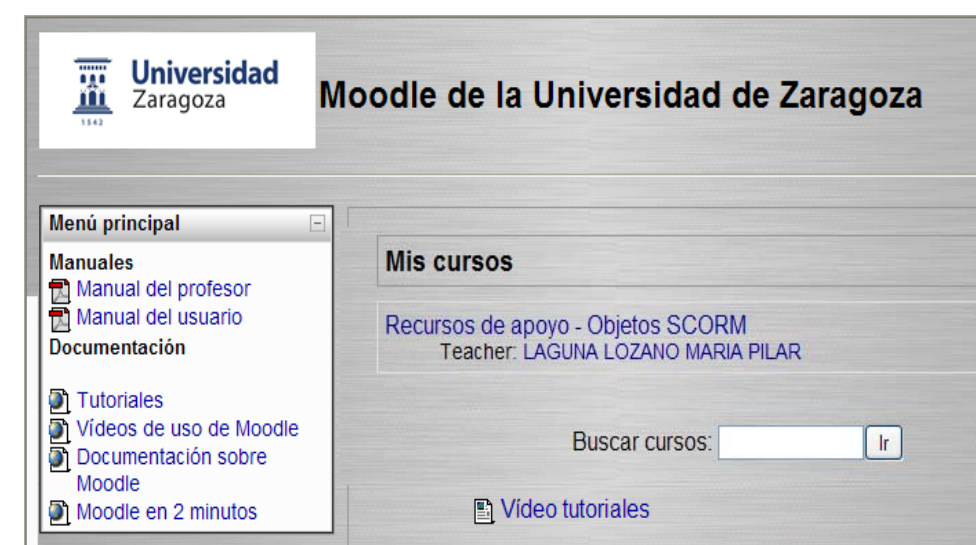 Universidad
Zaragoza
1542
Moodle de la Universidad de Zaragoza
Menú principal
Manuales
Manual del profesor
Manual del usuario
Documentación
Tutoriales
Vídeos de uso de Moodle
Documentación sobre
Moodle
Moodle en 2 minutos
Mis cursos
Recursos de apoyo - Objetos SCORM
Teacher: LAGUNA LOZANO MARIA PILAR
Buscar cursos: Ir
Vídeo tutoriales